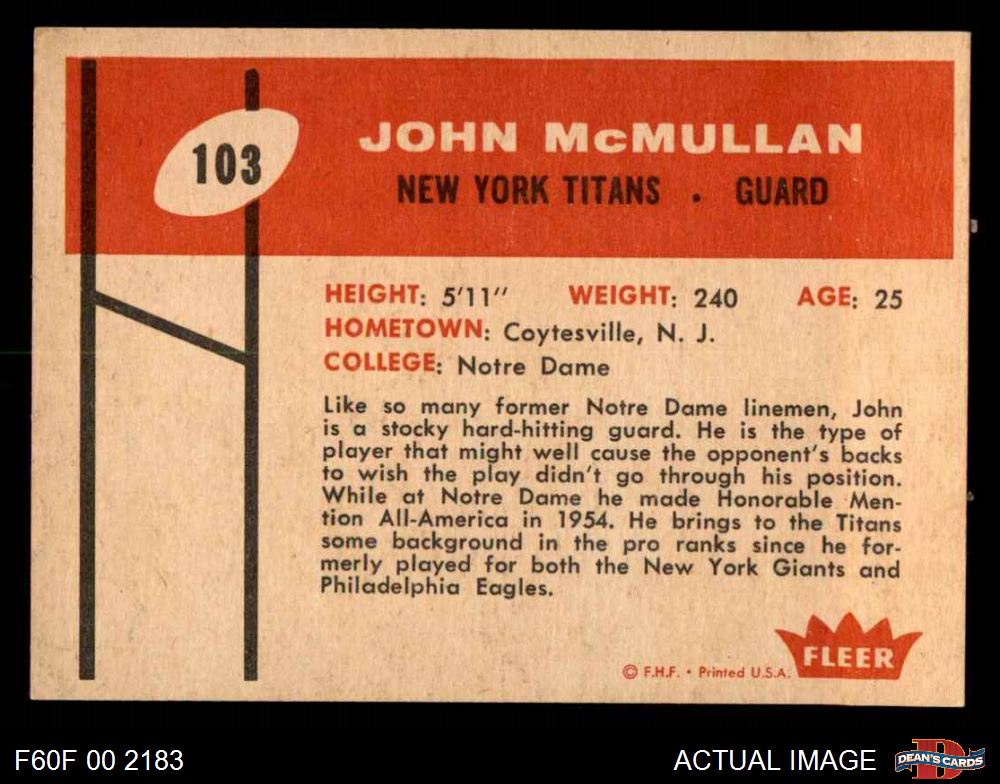 103
JOHN McMULLAN
NEW YORK TITANS . GUARD
HEIGHT: 5'11" WEIGHT: 240 AGE: 25
HOMETOWN: Coytesville, N. J.
COLLEGE: Notre Dame
Like so many former Notre Dame linemen, John
is a stocky hard-hitting guard. He is the type of
player that might well cause the opponent's backs
to wish the play didn't go through his position.
While at Notre Dame he made Honorable Men-
tion All-America in 1954. He brings to the Titans
some background in the pro ranks since he for-
merly played for both the New York Giants and
Philadelphia Eagles.
FLEER
© F.H.F. • Printed U.S.A.
F60F 00 2183
ACTUAL IMAGE
DEAN'S CARDS